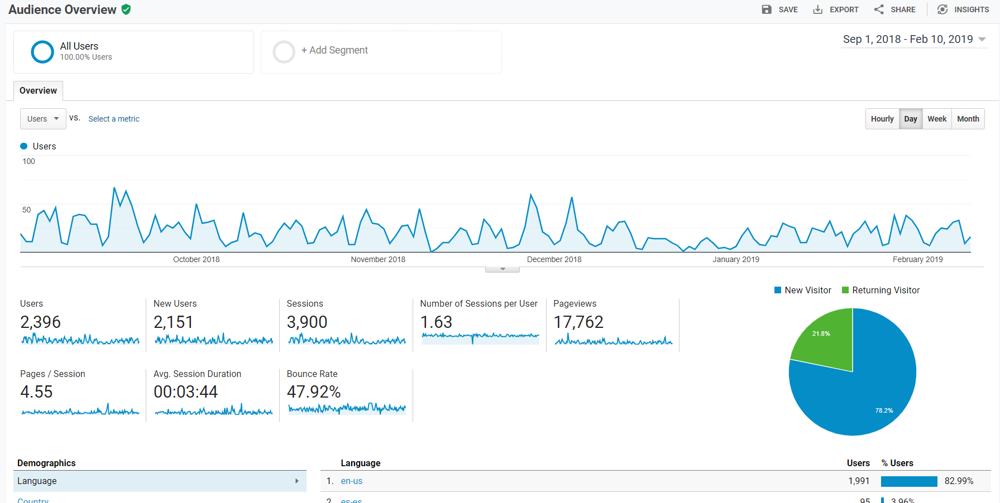 Audience Overview
SAVE EXPORT SHARE INSIGHTS
All Users
100.00% Users
+ Add Segment
Sep 1, 2018 - Feb 10, 2019
Overview
Users VS. Select a metric
Hourly Day Week Month
Users
100
50
October 2018 November 2018 December 2018 January 2019 February 2019
New Visitor Returning Visitor
21.8%
78.2%
Users
2,396
New Users
2,151
Sessions
3,900
Number of Sessions per User
1.63
Pageviews
17,762
Pages / Session
4.55
Avg. Session Duration
00:03:44
Bounce Rate
47.92%
Demographics
Language
Country
Language Users % Users
1. en-us 1,991 82.99%
2. es-es 95 3.96%